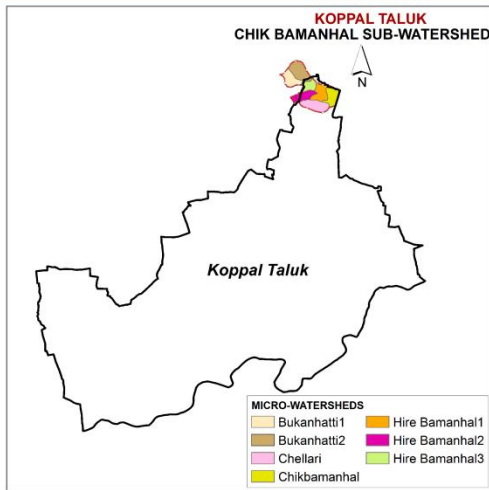 KOPPAL TALUK
CHIK BAMANHAL SUB-WATERSHED
N
Koppal Taluk
MICRO-WATERSHEDS
Bukanhatti1
Bukanhatti2
Chellari
Chikbamanhal
Hire Bamanhal1
Hire Bamanhal2
Hire Bamanhal3